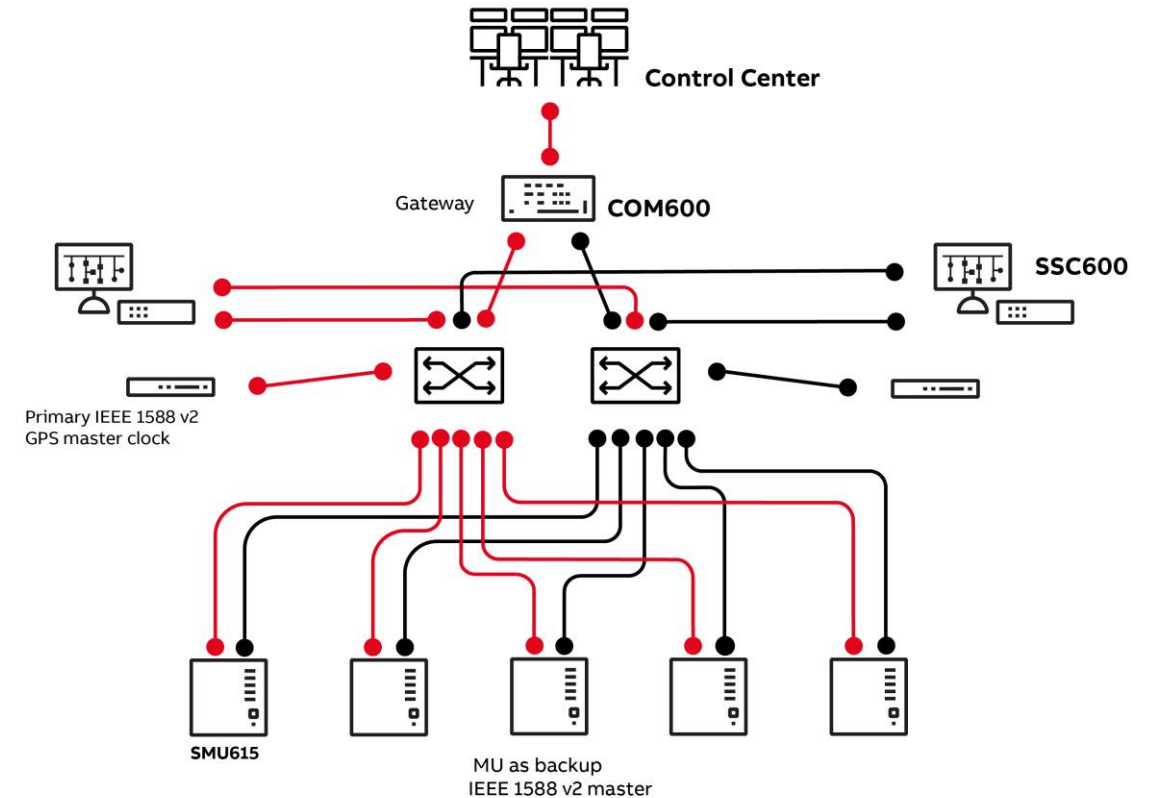 Control Center
Gateway
COM600
SSC600
Primary IEEE 1588 v2
GPS master clock
SMU615
MU as backup
IEEE 1588 v2 master